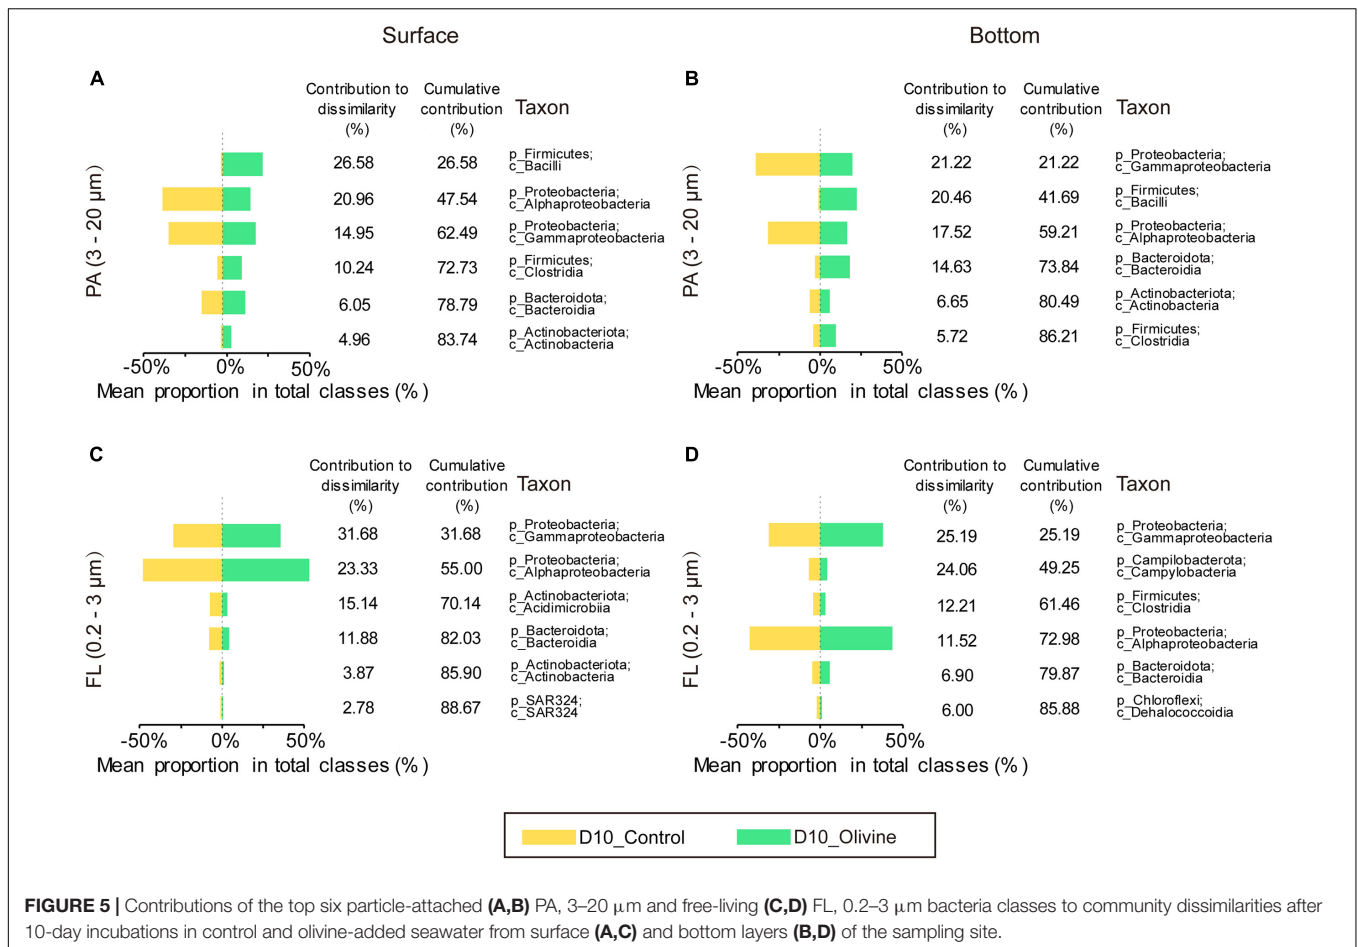 Surface
Bottom
A
Contribution to dissimilarity (%)
Cumulative contribution (%)
Taxon
PA (3 - 20 μm)
26.58 26.58 p_Firmicutes; c_Bacilli
20.96 47.54 p_Proteobacteria; c_Alphaproteobacteria
14.95 62.49 p_Proteobacteria; c_Gammaproteobacteria
10.24 72.73 p_Firmicutes; c_Clostridia
6.05 78.79 p_Bacteroidota; c_Bacteroidia
4.96 83.74 p_Actinobacteriota; c_Actinobacteria
-50% 0% 50%
Mean proportion in total classes (%)
B
Contribution to dissimilarity (%)
Cumulative contribution (%)
Taxon
PA (3 - 20 μm)
21.22 21.22 p_Proteobacteria; c_Gammaproteobacteria
20.46 41.69 p_Firmicutes; c_Bacilli
17.52 59.21 p_Proteobacteria; c_Alphaproteobacteria
14.63 73.84 p_Bacteroidota; c_Bacteroidia
6.65 80.49 p_Actinobacteriota; c_Actinobacteria
5.72 86.21 p_Firmicutes; c_Clostridia
-50% 0% 50%
Mean proportion in total classes (%)
C
Contribution to dissimilarity (%)
Cumulative contribution (%)
Taxon
FL (0.2 - 3 μm)
31.68 31.68 p_Proteobacteria; c_Gammaproteobacteria
23.33 55.00 p_Proteobacteria; c_Alphaproteobacteria
15.14 70.14 p_Actinobacteriota; c_Acidimicrobiia
11.88 82.03 p_Bacteroidota; c_Bacteroidia
3.87 85.90 p_Actinobacteriota; c_Actinobacteria
2.78 88.67 p_SAR324; c_SAR324
-50% 0% 50%
Mean proportion in total classes (%)
D
Contribution to dissimilarity (%)
Cumulative contribution (%)
Taxon
FL (0.2 - 3 μm)
25.19 25.19 p_Proteobacteria; c_Gammaproteobacteria
24.06 49.25 p_Campilobacterota; c_Campylobacteria
12.21 61.46 p_Firmicutes; c_Clostridia
11.52 72.98 p_Proteobacteria; c_Alphaproteobacteria
6.90 79.87 p_Bacteroidota; c_Bacteroidia
6.00 85.88 p_Chloroflexi; c_Dehalococcoidia
-50% 0% 50%
Mean proportion in total classes (%)
D10_Control
D10_Olivine
FIGURE 5 | Contributions of the top six particle-attached (A,B) PA, 3–20 μm and free-living (C,D) FL, 0.2–3 μm bacteria classes to community dissimilarities after
10-day incubations in control and olivine-added seawater from surface (A,C) and bottom layers (B,D) of the sampling site.